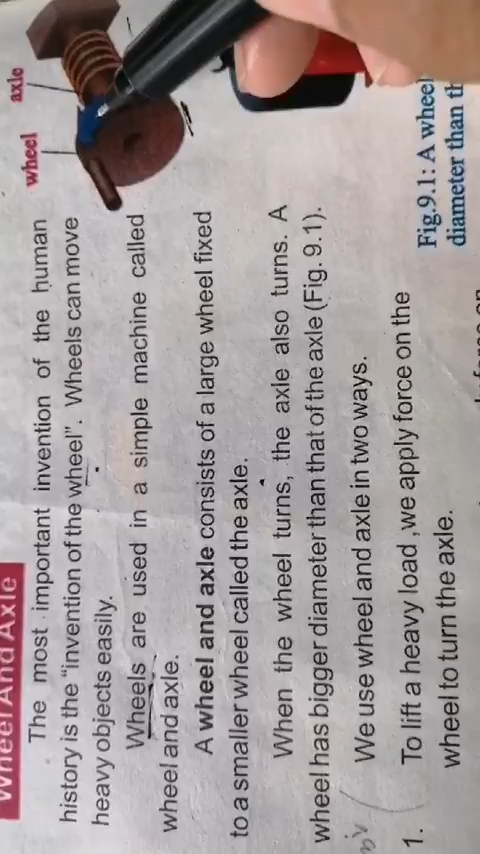 Wheel And Axle
The most important invention of the human
history is the "invention of the wheel". Wheels can move
heavy objects easily.
Wheels are used in a simple machine called
wheel and axle.
A wheel and axle consists of a large wheel fixed
to a smaller wheel called the axle.
When the wheel turns, the axle also turns. A
wheel has bigger diameter than that of the axle (Fig. 9.1).
We use wheel and axle in two ways.
1. To lift a heavy load ,we apply force on the
wheel to turn the axle.
wheel
axle
Fig.9.1: A wheel
diameter than